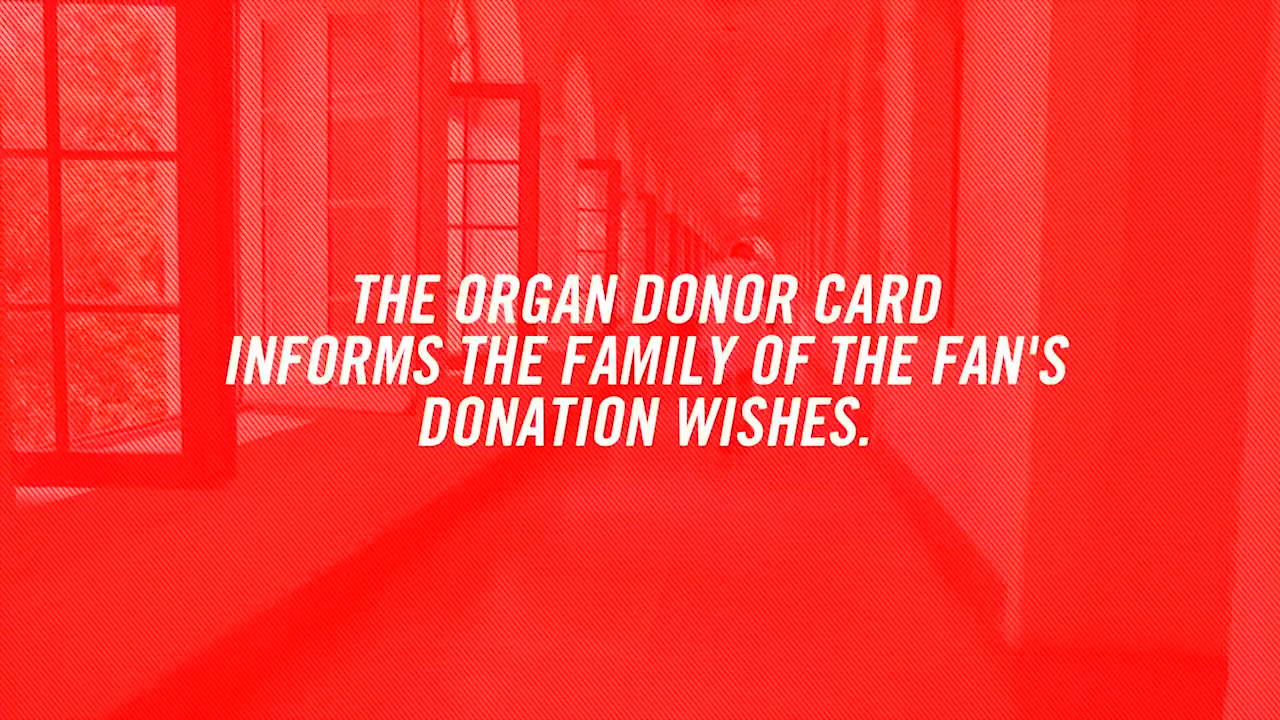 THE ORGAN DONOR CARD
INFORMS THE FAMILY OF THE FAN'S
DONATION WISHES.